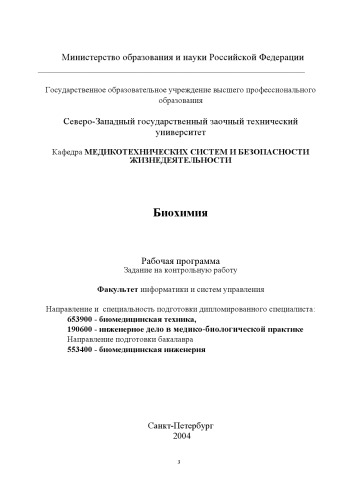 Министерство образования и науки Российской Федерации
Государственное образовательное учреждение высшего профессионального
образования
Северо-Западный государственный заочный технический
университет
Кафедра МЕДИКОТЕХНИЧЕСКИХ СИСТЕМ И БЕЗОПАСНОСТИ
ЖИЗНЕДЕЯТЕЛЬНОСТИ
Биохимия
Рабочая программа
Задание на контрольную работу
Факультет информатики и систем управления
Направление и специальность подготовки дипломированного специалиста:
653900 - биомедицинская техника,
190600 - инженерное дело в медико-биологической практике
Направление подготовки бакалавра
553400 - биомедицинская инженерия
Санкт-Петербург
2004
3